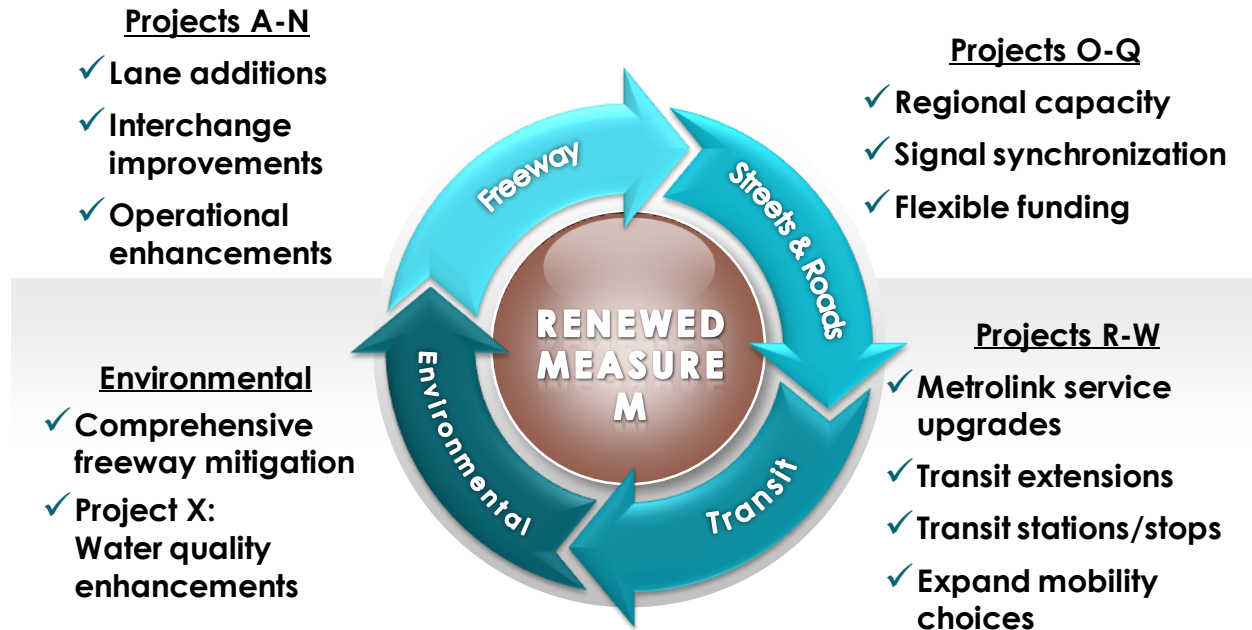 Projects A-N
✓ Lane additions
✓ Interchange
improvements
✓ Operational
enhancements
Projects O-Q
✓ Regional capacity
✓ Signal synchronization
✓ Flexible funding
Freeway
Streets & Roads
Transit
Environmental
RENEWED
MEASURE
M
Environmental
✓ Comprehensive
freeway mitigation
✓ Project X:
Water quality
enhancements
Projects R-W
✓ Metrolink service
upgrades
✓ Transit extensions
✓ Transit stations/stops
✓ Expand mobility
choices